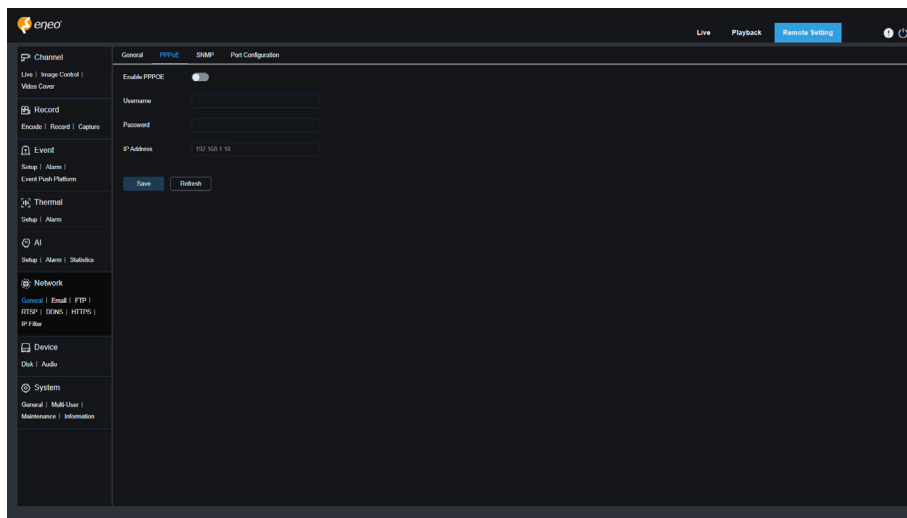 eneo
Live Playback Remote Setting
Channel
Live | Image Control |
Video Cover
Record
Encode | Record | Capture
Event
Setup | Alarm |
Event Push Platform
Thermal
Setup | Alarm
AI
Setup | Alarm | Statistics
Network
General | Email | FTP |
RTSP | DDNS | HTTPS |
IP Filter
Device
Disk | Audio
System
General | Multi-User |
Maintenance | Information
General PPPoE SNMP Port Configuration
Enable PPPOE
Username
Password
IP Address 192.168.1.10
Save Refresh